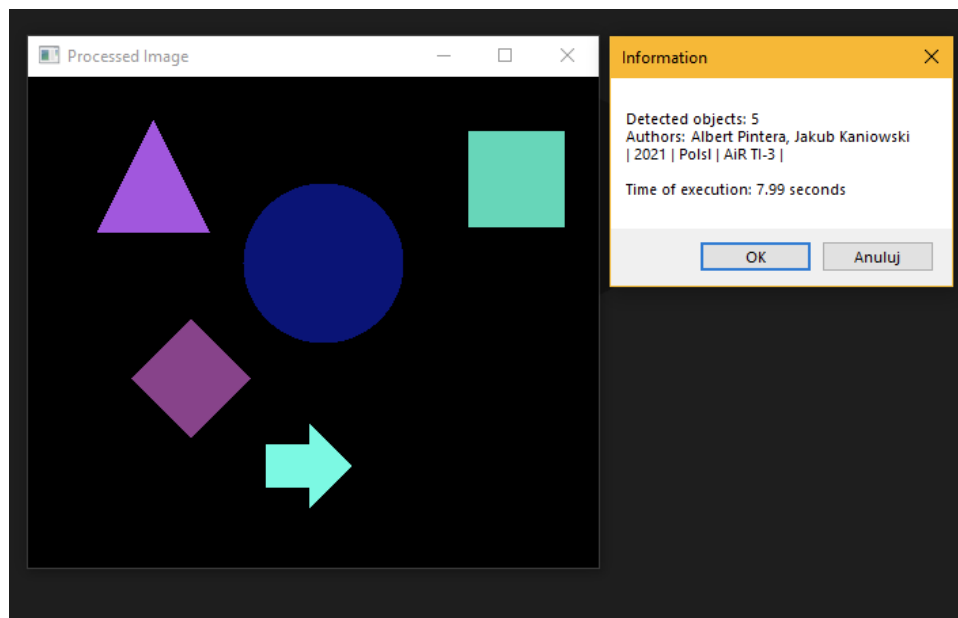 Processed Image
Information
Detected objects: 5
Authors: Albert Pintera, Jakub Kaniowski
| 2021 | Polsl | AiR TI-3 |
Time of execution: 7.99 seconds
OK
Anuluj